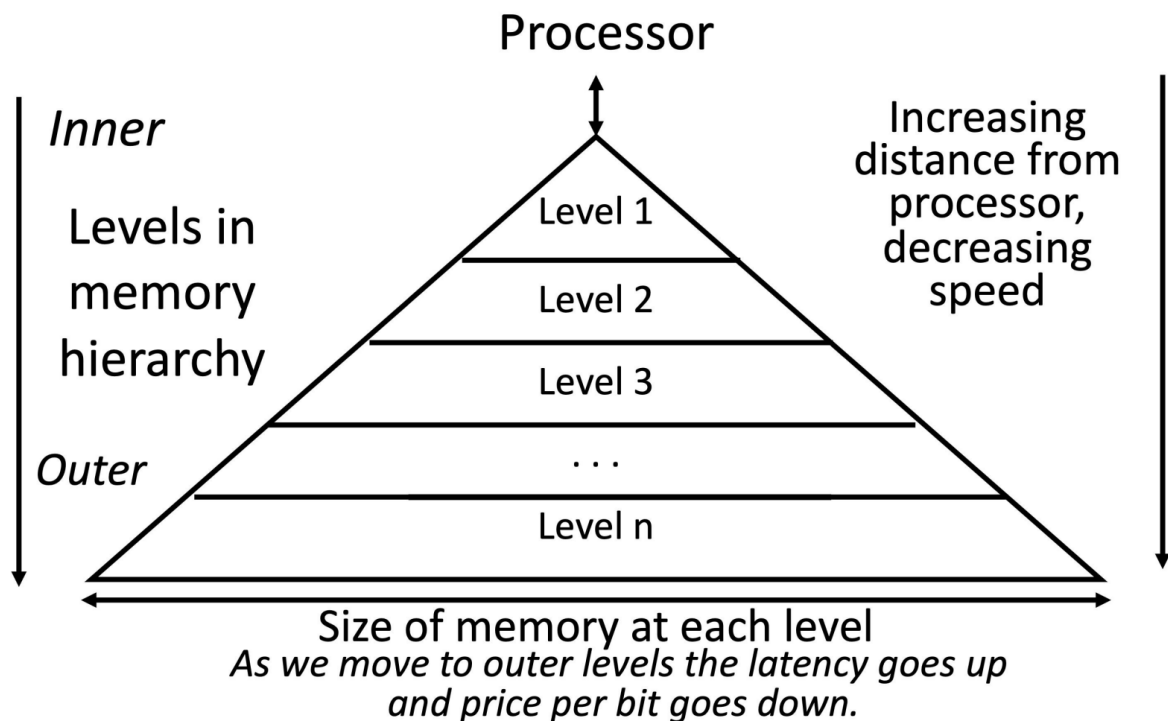 Processor
Inner
Levels in
memory
hierarchy
Outer
Increasing
distance from
processor,
decreasing
speed
Level 1
Level 2
Level 3
. . .
Level n
Size of memory at each level
As we move to outer levels the latency goes up
and price per bit goes down.